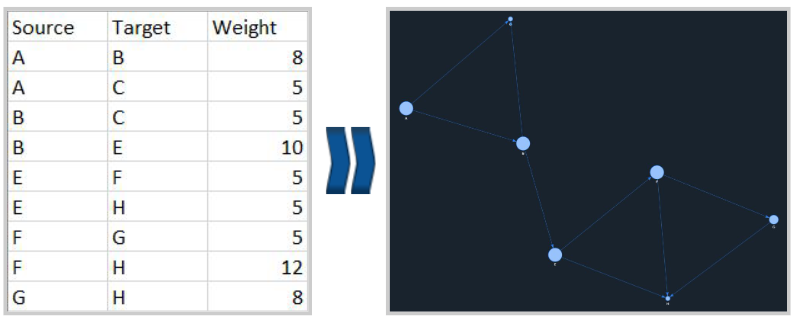 Source Target Weight
A B 8
A C 5
B C 5
B E 10
E F 5
E H 5
F G 5
F H 12
G H 8